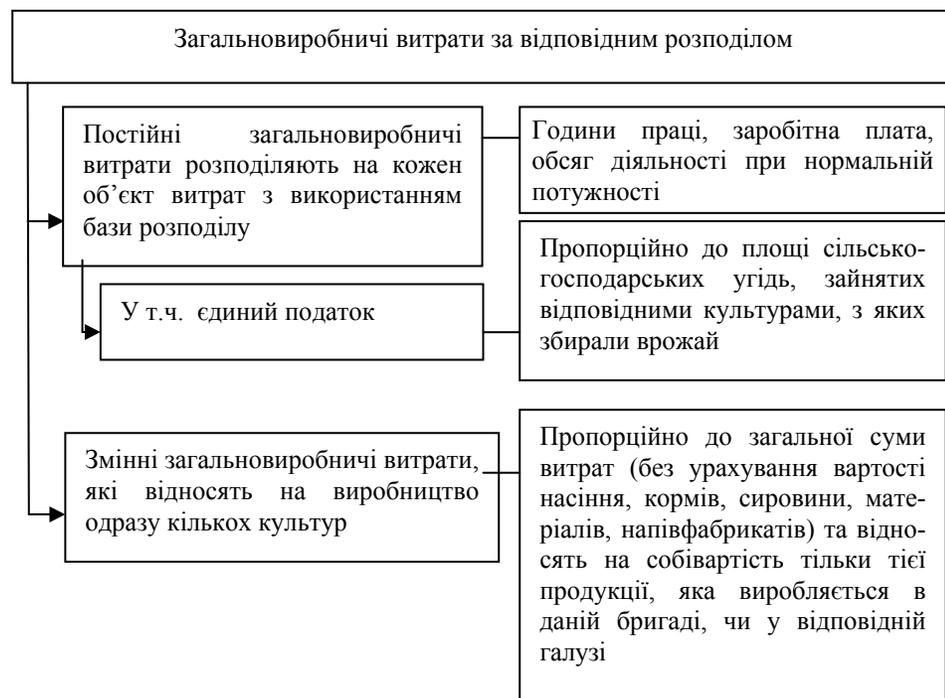 Загальновиробничі витрати за відповідним розподілом
Постійні загальновиробничі
витрати розподіляють на кожен
об’єкт витрат з використанням
бази розподілу
Години праці, заробітна плата,
обсяг діяльності при нормальній
потужності
У т.ч. єдиний податок
Пропорційно до площі сільсько-
господарських угідь, зайнятих
відповідними культурами, з яких
збирали врожай
Змінні загальновиробничі витрати,
які відносять на виробництво
одразу кількох культур
Пропорційно до загальної суми
витрат (без урахування вартості
насіння, кормів, сировини, мате-
ріалів, напівфабрикатів) та відно-
сять на собівартість тільки тієї
продукції, яка виробляється в
даній бригаді, чи у відповідній
галузі